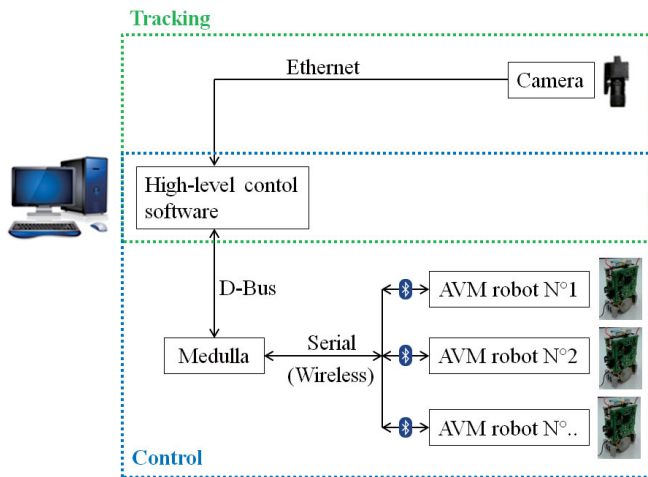 Tracking
Ethernet
Camera
High-level contol
software
D-Bus
AVM robot N°1
Medulla
Serial
(Wireless)
AVM robot N°2
AVM robot N°..
Control